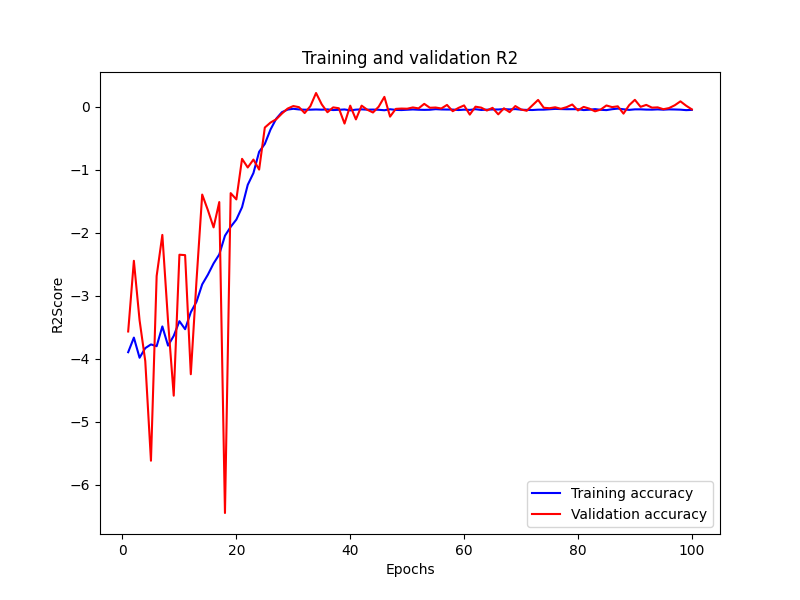 Training and validation R2
R2Score
0
−1
−2
−3
−4
−5
−6
0
20
40
60
80
100
Epochs
Training accuracy
Validation accuracy